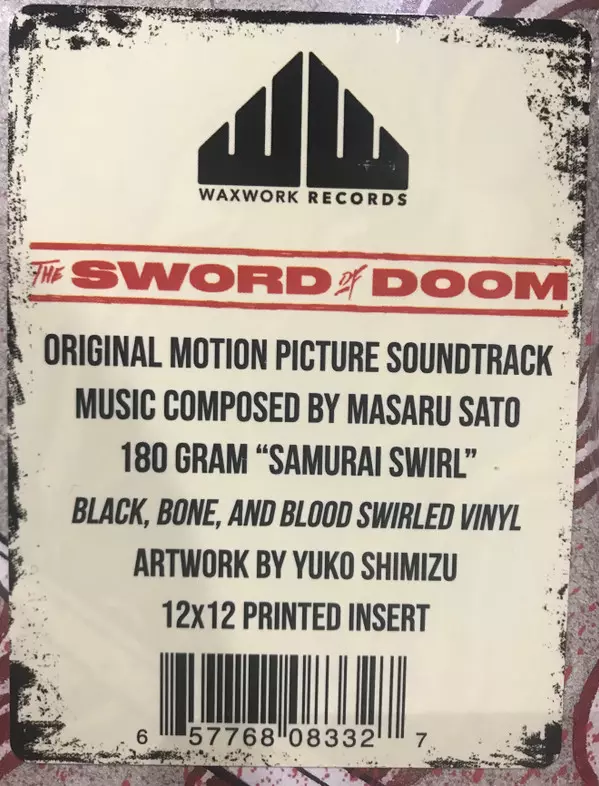 WAXWORK RECORDS
THE SWORD OF DOOM
ORIGINAL MOTION PICTURE SOUNDTRACK
MUSIC COMPOSED BY MASARU SATO
180 GRAM “SAMURAI SWIRL”
BLACK, BONE, AND BLOOD SWIRLED VINYL
ARTWORK BY YUKO SHIMIZU
12x12 PRINTED INSERT
6 57768 08332 7